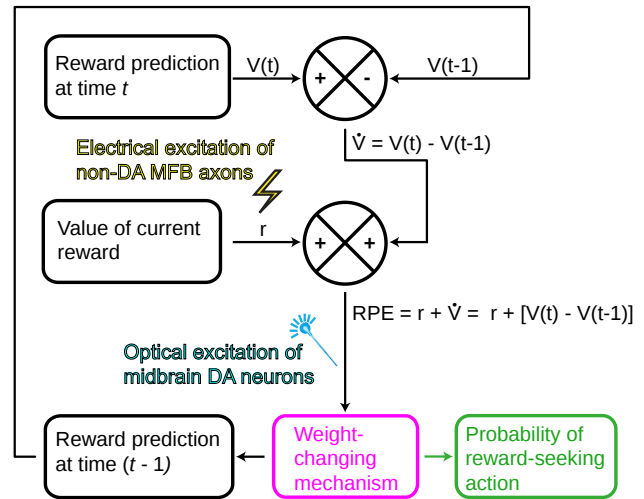 Reward prediction
at time t
V(t)
+
-
V(t-1)
V̇ = V(t) - V(t-1)
Electrical excitation of
non-DA MFB axons
Value of current
reward
r
+
+
RPE = r + V̇ = r + [V(t) - V(t-1)]
Optical excitation of
midbrain DA neurons
Reward prediction
at time (t - 1)
Weight-
changing
mechanism
Probability of
reward-seeking
action